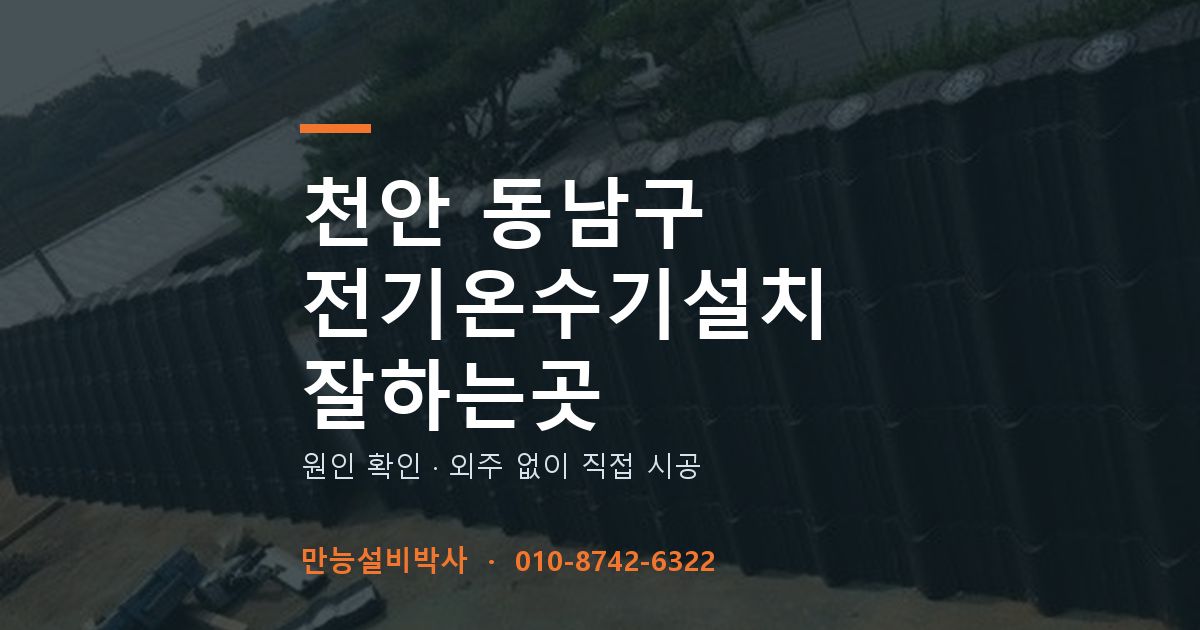 천안 동남구
전기온수기설치
잘하는곳
원인 확인 · 외주 없이 직접 시공
만능설비박사 · 010-8742-6322